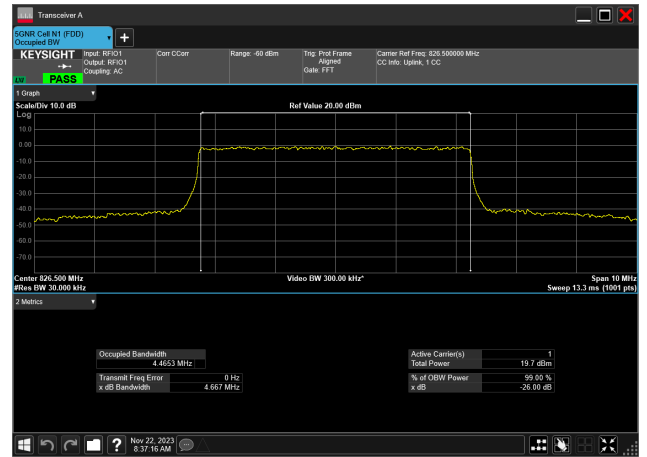 Transceiver A
5GNR Cell N1 (FDD)
Occupied BW
KEYSIGHT
LXI
PASS
Input: RFIO1
Output: RFIO1
Coupling: AC
Corr CCorr
Range: -60 dBm
Trig: Prot Frame
Aligned
Gate: FFT
Carrier Ref Freq: 826.500000 MHz
CC Info: Uplink, 1 CC
1 Graph
Scale/Div 10.0 dB
Ref Value 20.00 dBm
Log
10.0
0.00
-10.0
-20.0
-30.0
-40.0
-50.0
-60.0
-70.0
Center 826.500 MHz
Video BW 300.00 kHz*
Span 10 MHz
#Res BW 30.000 kHz
Sweep 13.3 ms (1001 pts)
2 Metrics
Occupied Bandwidth
4.4653 MHz
Active Carrier(s) 1
Total Power 19.7 dBm
Transmit Freq Error 0 Hz
x dB Bandwidth 4.667 MHz
% of OBW Power 99.00 %
x dB -26.00 dB
Nov 22, 2023
8:37:16 AM